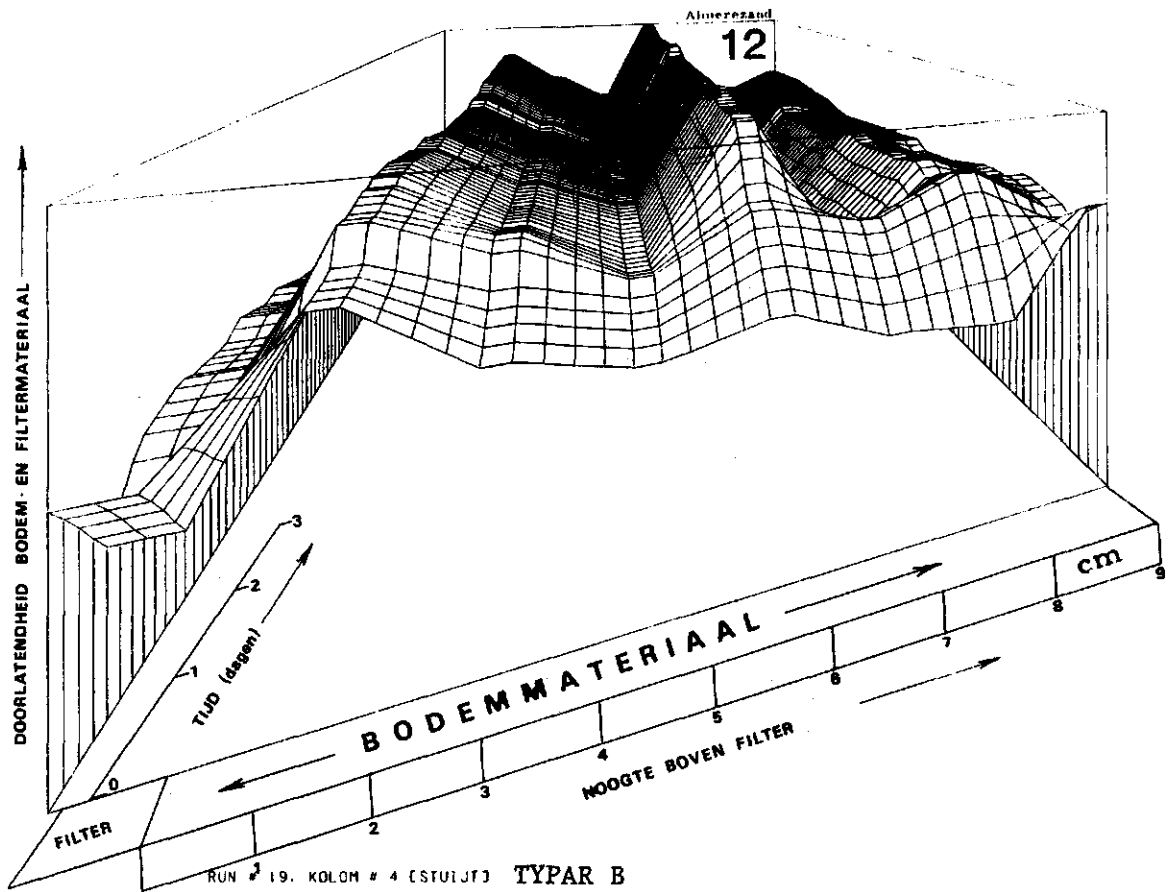 Almerezand
12
DOORLATENDHEID BODEM- EN FILTERMATERIAAL
3
2
1
0
TIJD (dagen)
FILTER
BODEMMATERIAAL
cm
1
2
3
4
5
6
7
8
9
HOOGTE BOVEN FILTER
RUN # 19. KOLOM # 4 [STUIJF] TYPAR B